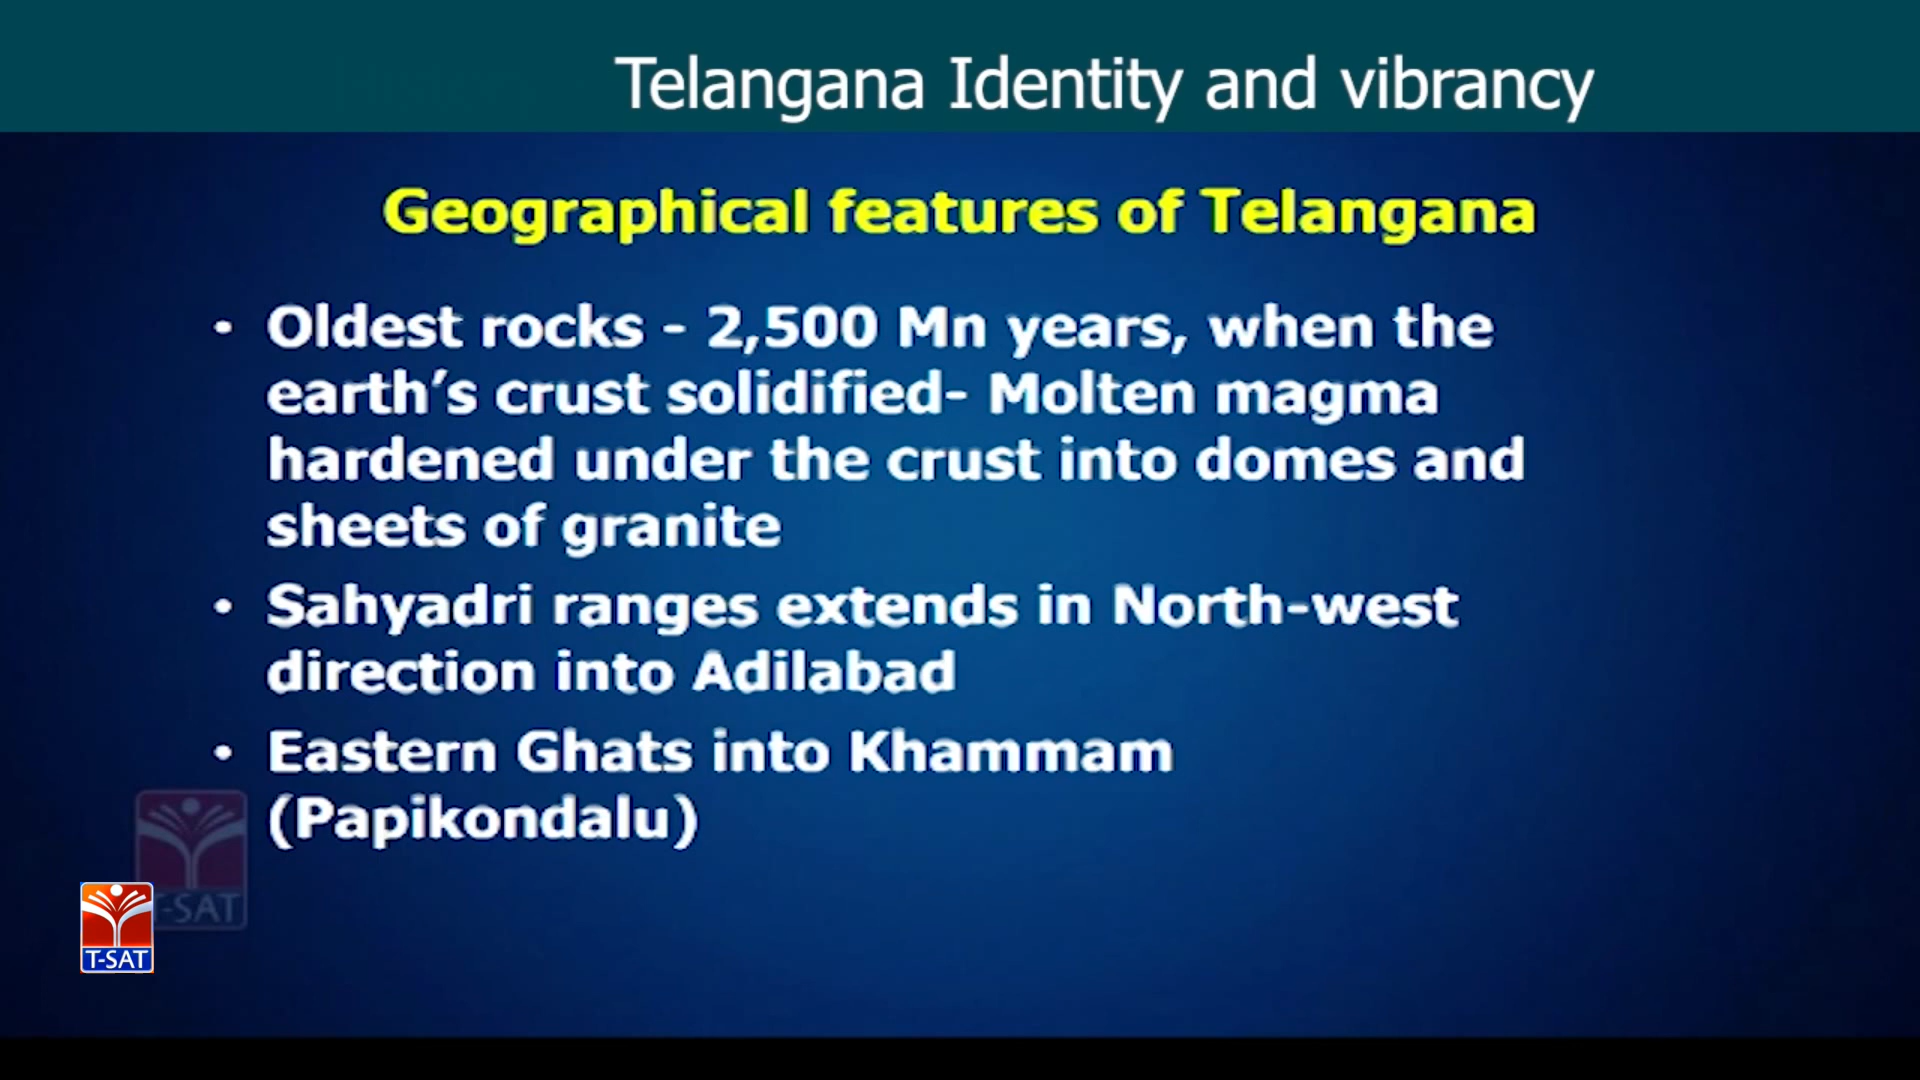 Telangana Identity and vibrancy
Geographical features of Telangana
• Oldest rocks - 2,500 Mn years, when the
earth’s crust solidified- Molten magma
hardened under the crust into domes and
sheets of granite
• Sahyadri ranges extends in North-west
direction into Adilabad
• Eastern Ghats into Khammam
(Papikondalu)
T-SAT
T-SAT